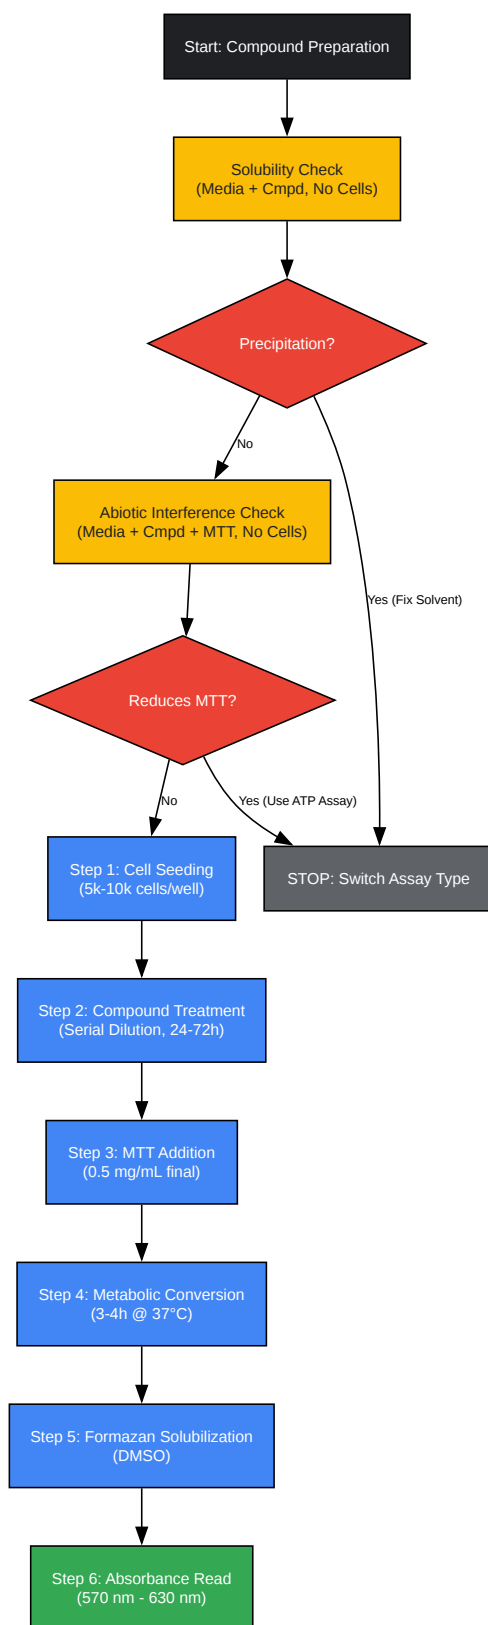 Start: Compound Preparation
Solubility Check
(Media + Cmpd, No Cells)
Precipitation?
No
Abiotic Interference Check
(Media + Cmpd + MTT, No Cells)
Yes (Fix Solvent)
Reduces MTT?
No
Yes (Use ATP Assay)
Step 1: Cell Seeding
(5k-10k cells/well)
STOP: Switch Assay Type
Step 2: Compound Treatment
(Serial Dilution, 24-72h)
Step 3: MTT Addition
(0.5 mg/mL final)
Step 4: Metabolic Conversion
(3-4h @ 37°C)
Step 5: Formazan Solubilization
(DMSO)
Step 6: Absorbance Read
(570 nm - 630 nm)